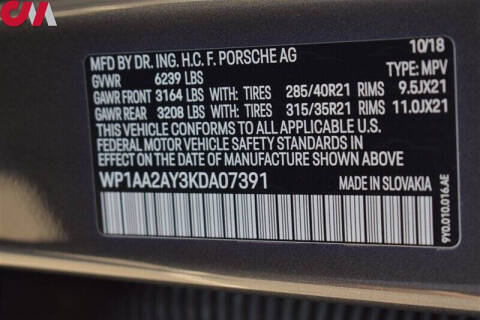 CM
MFD BY DR. ING. H.C. F. PORSCHE AG 10/18
GVWR 6239 LBS TYPE: MPV
GAWR FRONT 3164 LBS WITH TIRES 285/40R21 RIMS 9.5JX21
GAWR REAR 3208 LBS WITH TIRES 315/35R21 RIMS 11.0JX21
THIS VEHICLE CONFORMS TO ALL APPLICABLE
FEDERAL MOTOR VEHICLE SAFETY STANDARDS IN
EFFECT ON THE DATE OF MANUFACTURE SHOWN ABOVE
WP1AA2AY3KDA07391 MADE IN SLOVAKIA
9Y0.010.016.AE